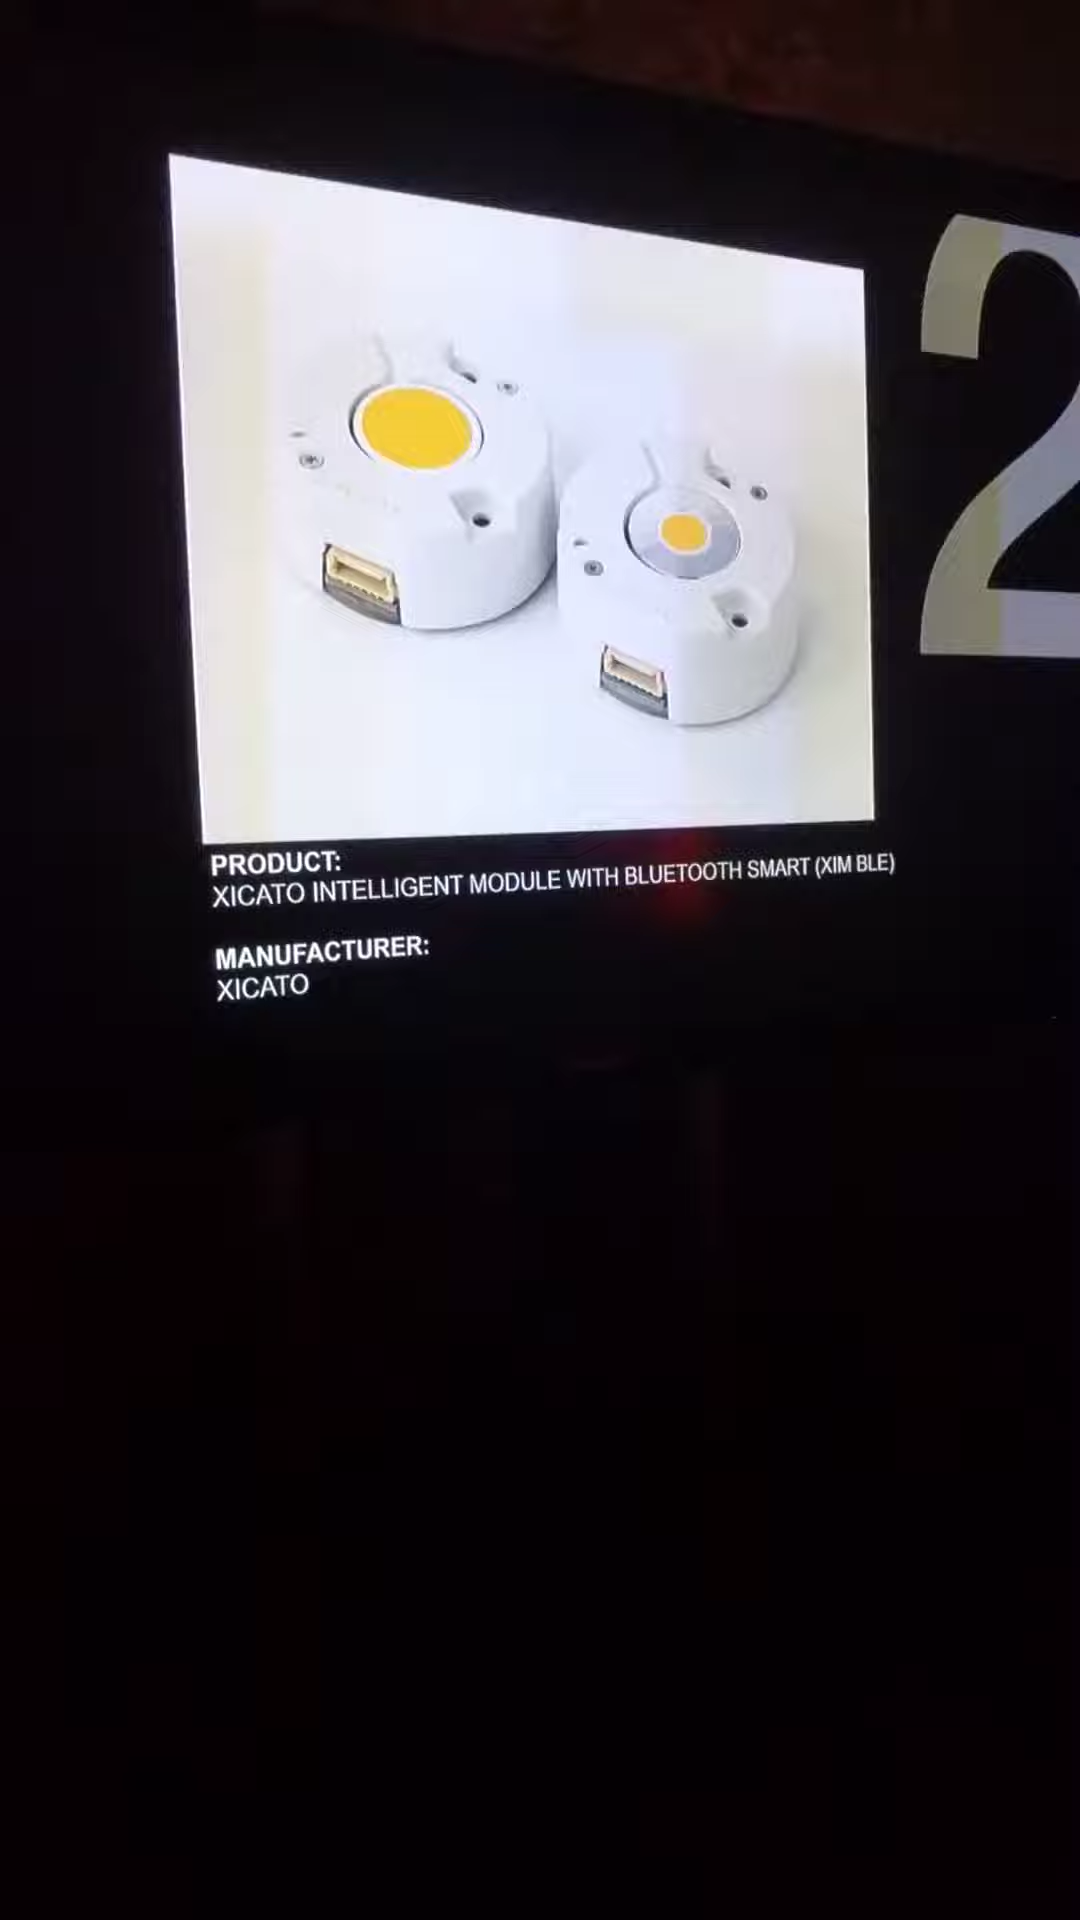 2
PRODUCT:
XICATO INTELLIGENT MODULE WITH BLUETOOTH SMART (XIM BLE)
MANUFACTURER:
XICATO